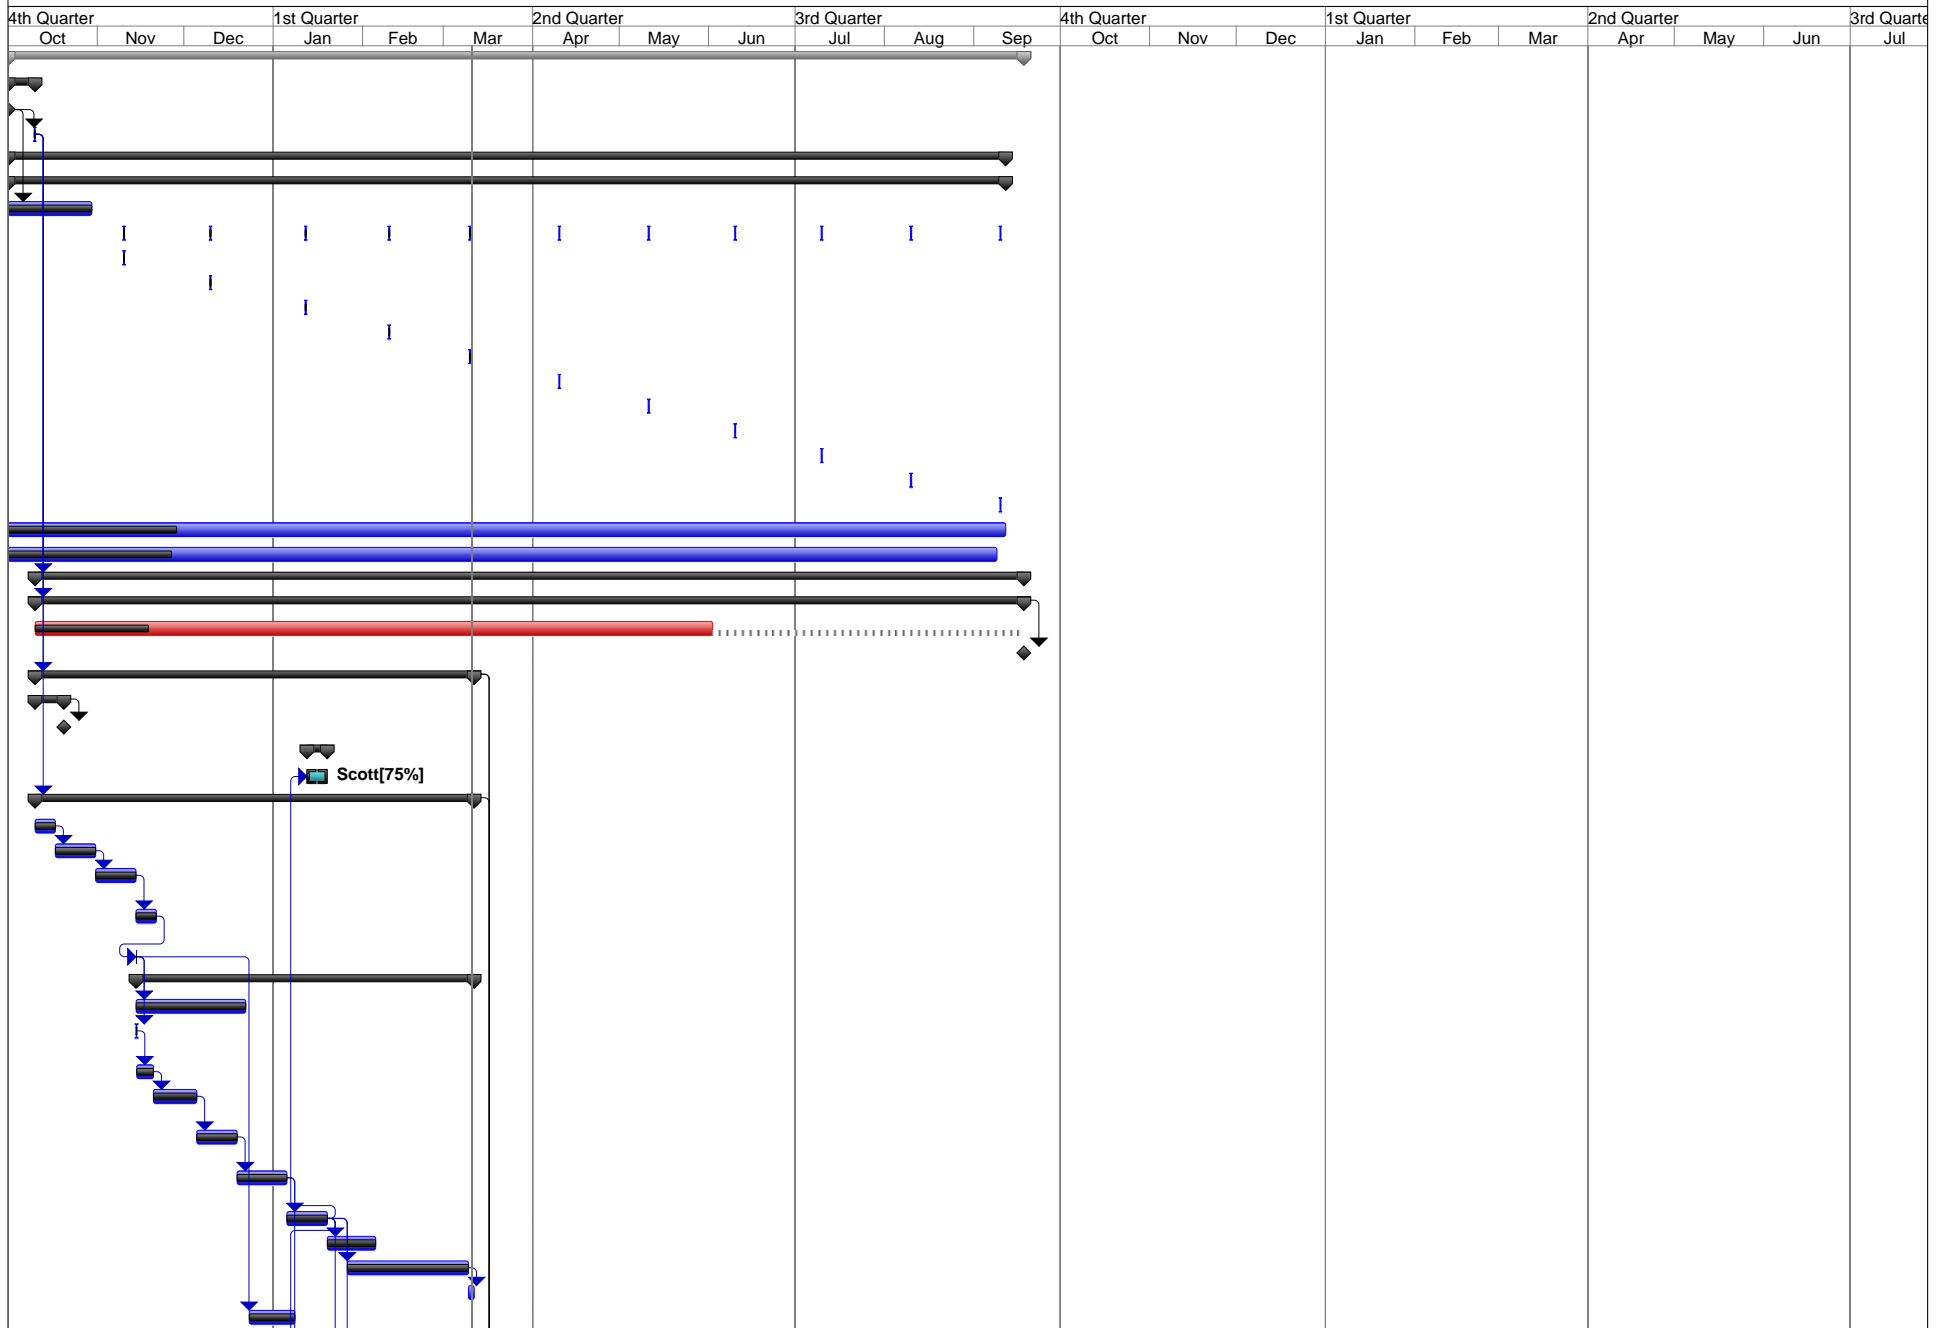 4th Quarter 1st Quarter 2nd Quarter 3rd Quarter 4th Quarter 1st Quarter 2nd Quarter 3rd Quarte
Oct Nov Dec Jan Feb Mar Apr May Jun Jul Aug Sep Oct Nov Dec Jan Feb Mar Apr May Jun Jul
Scott[75%]